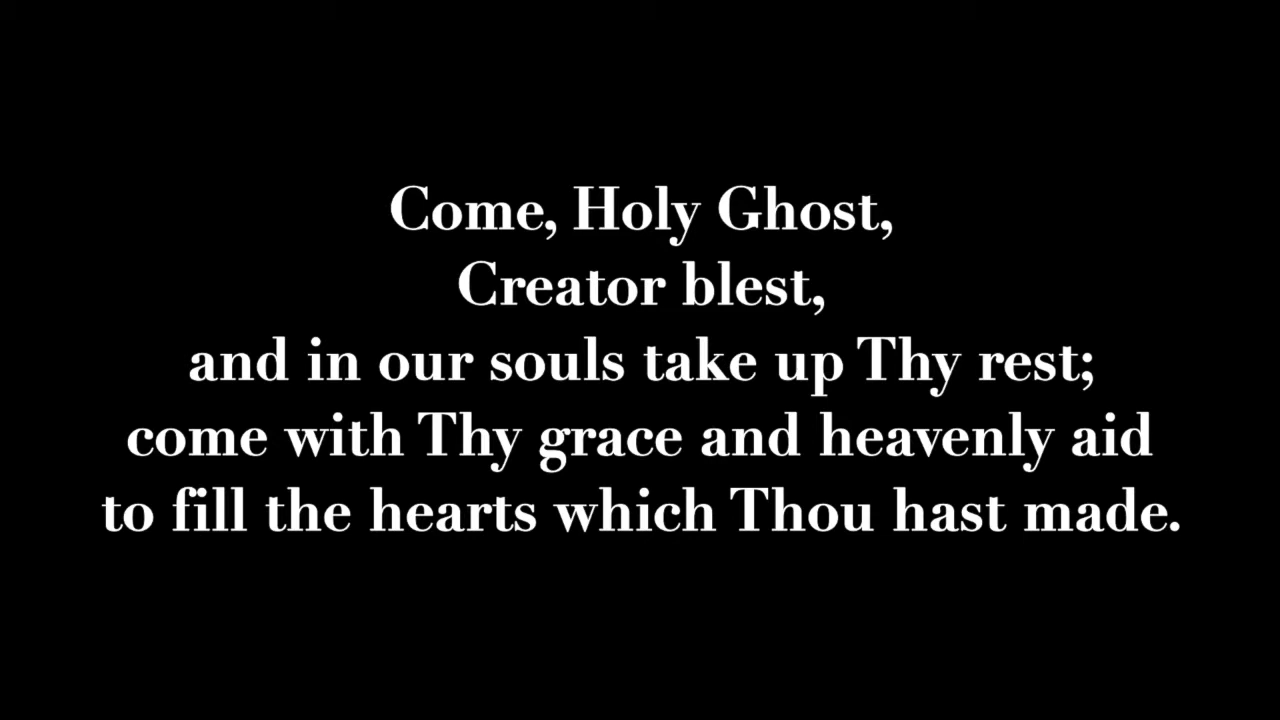 Come, Holy Ghost,
Creator blest,
and in our souls take up Thy rest;
come with Thy grace and heavenly aid
to fill the hearts which Thou hast made.